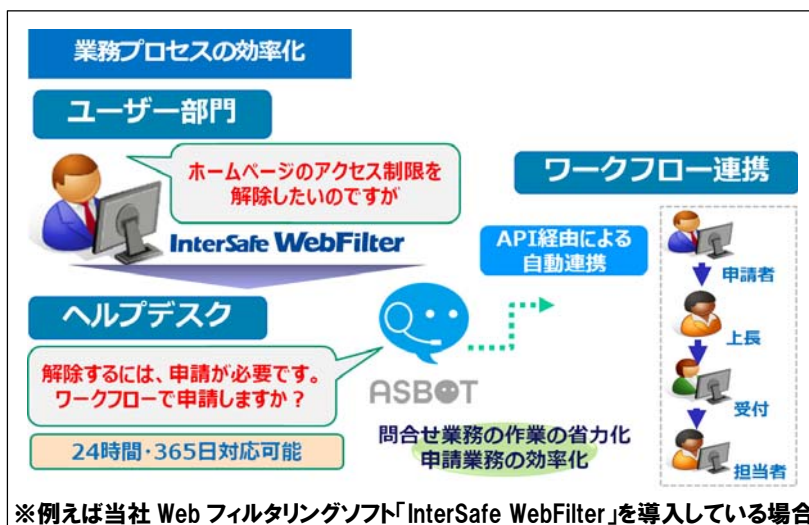 業務プロセスの効率化
ユーザー部門
ホームページのアクセス制限を
解除したいのですが
InterSafe WebFilter
ヘルプデスク
解除するには、申請が必要です。
ワークフローで申請しますか？
24時間・365日対応可能
ASBOT
問合せ業務の作業の省力化
申請業務の効率化
ワークフロー連携
API経由による
自動連携
申請者
上長
受付
担当者
※例えば当社 Web フィルタリングソフト「InterSafe WebFilter」を導入している場合